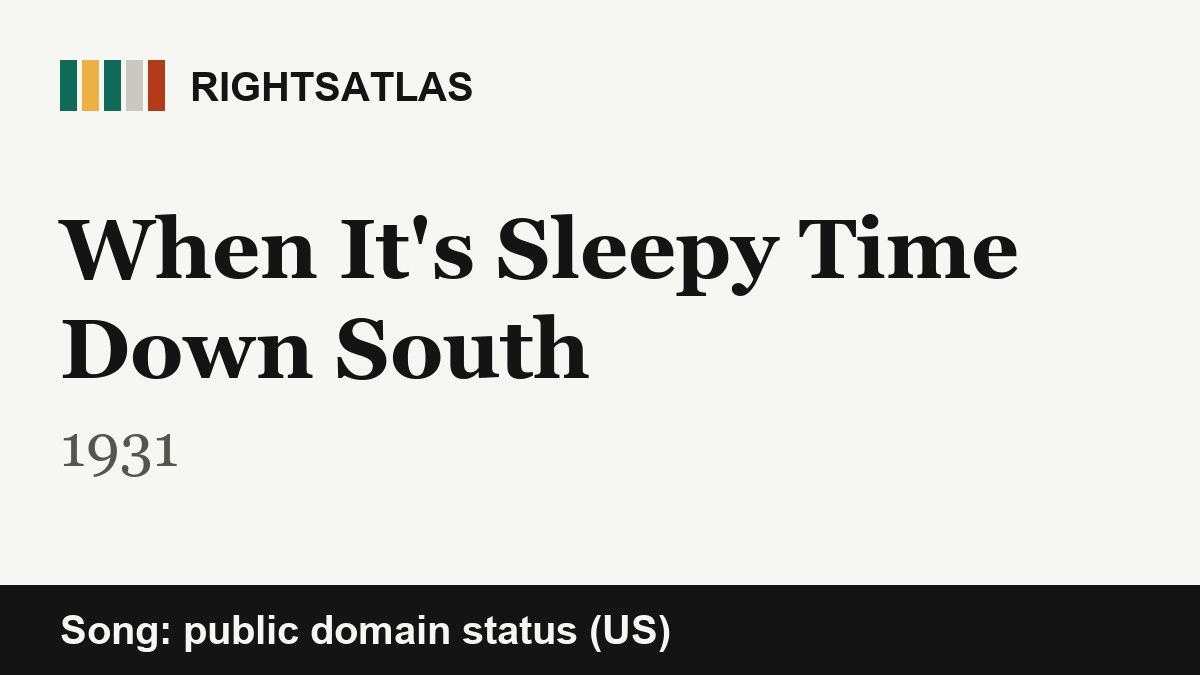 RIGHTSATLAS
When It's Sleepy Time
Down South
1931
Song: public domain status (US)